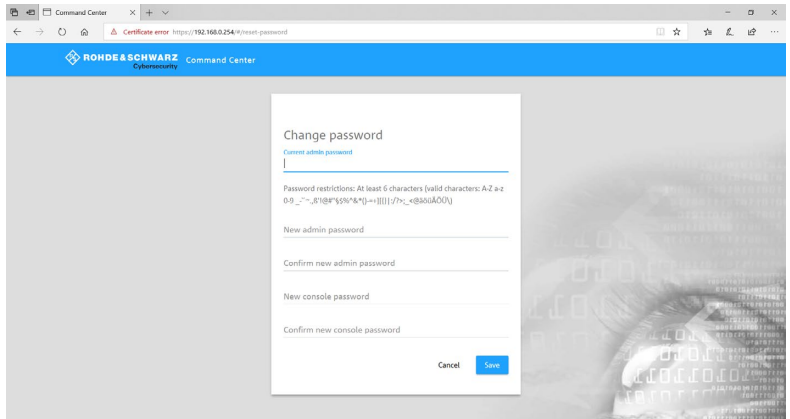 Command Center
Certificate error https://192.168.0.254/#/reset-password
ROHDE&SCHWARZ
Cybersecurity
Command Center
Change password
Current admin password
Password restrictions: At least 6 characters (valid characters: A-Z a-z
New admin password
Confirm new admin password
New console password
Confirm new console password
Cancel
Save